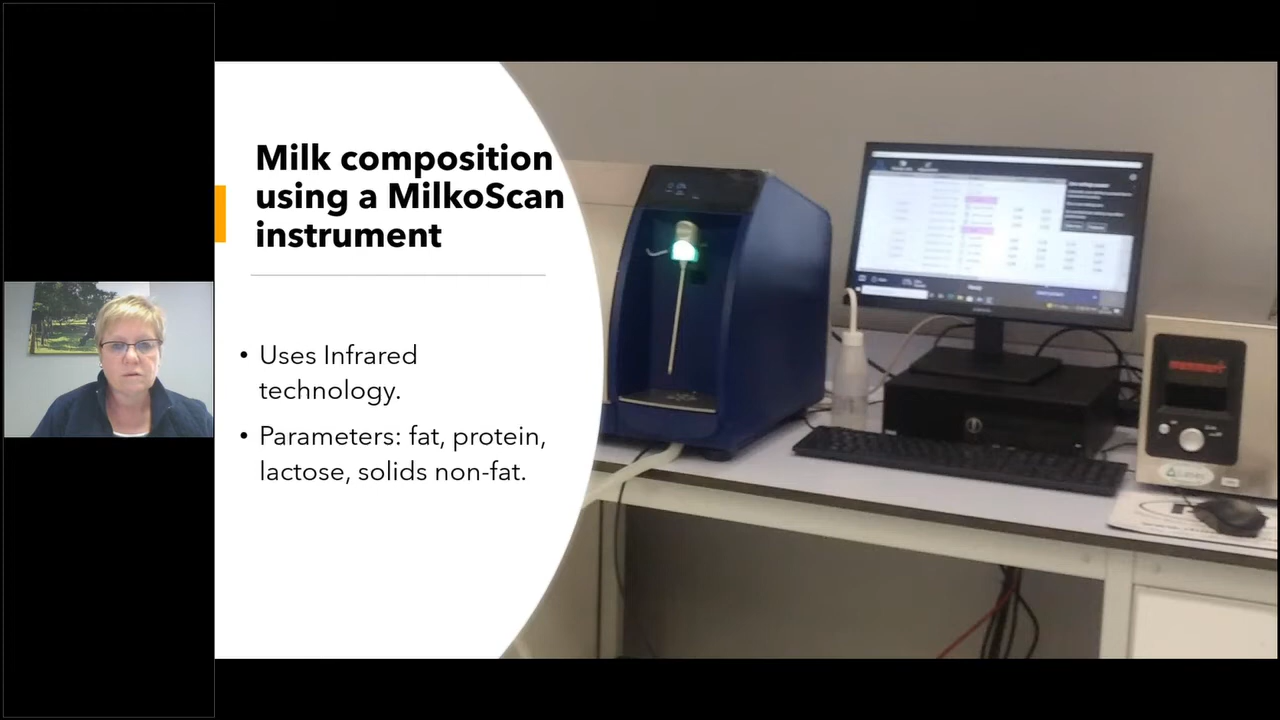 Milk composition
using a MilkoScan
instrument
• Uses Infrared
technology.
• Parameters: fat, protein,
lactose, solids non-fat.